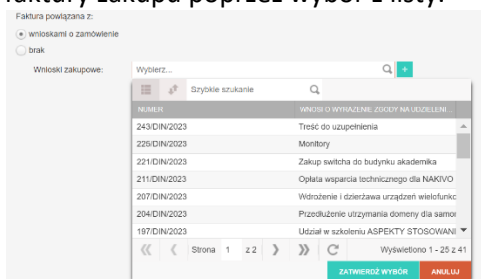 faktury zakupu poprzez wybór z listy.
Faktura powiązana z:
wnioskami o zamówienie
brak
Wnioski zakupowe: Wybierz... +
Szybkie szukanie
NUMER WNOSI O WYRAŻENIE ZGODY NA UDZIELENI...
243/DIN/2023 Treść do uzupełnienia
225/DIN/2023 Monitory
221/DIN/2023 Zakup switcha do budynku akademika
211/DIN/2023 Opłata wsparcia technicznego dla NAKIVO
207/DIN/2023 Wdrożenie i dzierżawa urządzeń wielofunkc
204/DIN/2023 Przedłużenie utrzymania domeny dla samor
197/DIN/2023 Udział w szkoleniu ASPEKTY STOSOWANI
Strona 1 z 2 Wyświetlono 1 - 25 z 41
ZATWIERDŹ WYBÓR ANULUJ